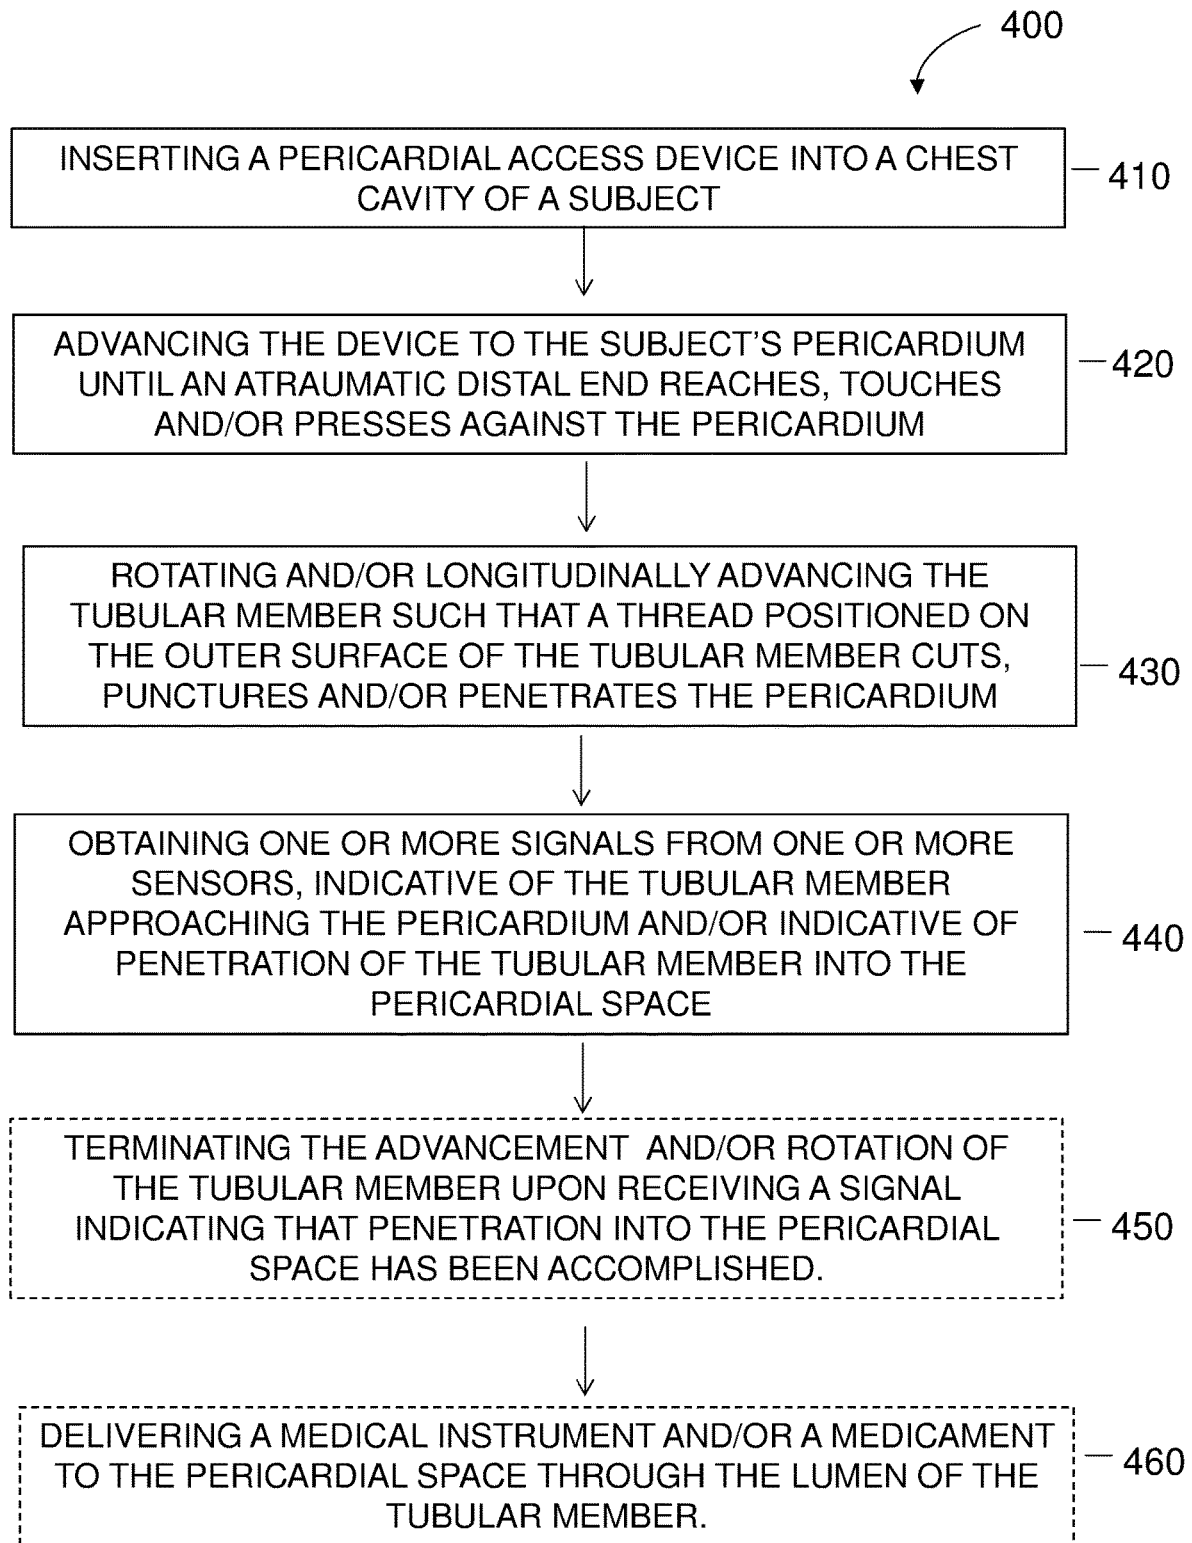 400
INSERTING A PERICARDIAL ACCESS DEVICE INTO A CHEST
CAVITY OF A SUBJECT
410
ADVANCING THE DEVICE TO THE SUBJECT'S PERICARDIUM
UNTIL AN ATRAUMATIC DISTAL END REACHES, TOUCHES
AND/OR PRESSES AGAINST THE PERICARDIUM
420
ROTATING AND/OR LONGITUDINALLY ADVANCING THE
TUBULAR MEMBER SUCH THAT A THREAD POSITIONED ON
THE OUTER SURFACE OF THE TUBULAR MEMBER CUTS,
PUNCTURES AND/OR PENETRATES THE PERICARDIUM
430
OBTAINING ONE OR MORE SIGNALS FROM ONE OR MORE
SENSORS, INDICATIVE OF THE TUBULAR MEMBER
APPROACHING THE PERICARDIUM AND/OR INDICATIVE OF
PENETRATION OF THE TUBULAR MEMBER INTO THE
PERICARDIAL SPACE
440
TERMINATING THE ADVANCEMENT AND/OR ROTATION OF
THE TUBULAR MEMBER UPON RECEIVING A SIGNAL
INDICATING THAT PENETRATION INTO THE PERICARDIAL
SPACE HAS BEEN ACCOMPLISHED.
450
DELIVERING A MEDICAL INSTRUMENT AND/OR A MEDICAMENT
TO THE PERICARDIAL SPACE THROUGH THE LUMEN OF THE
TUBULAR MEMBER.
460